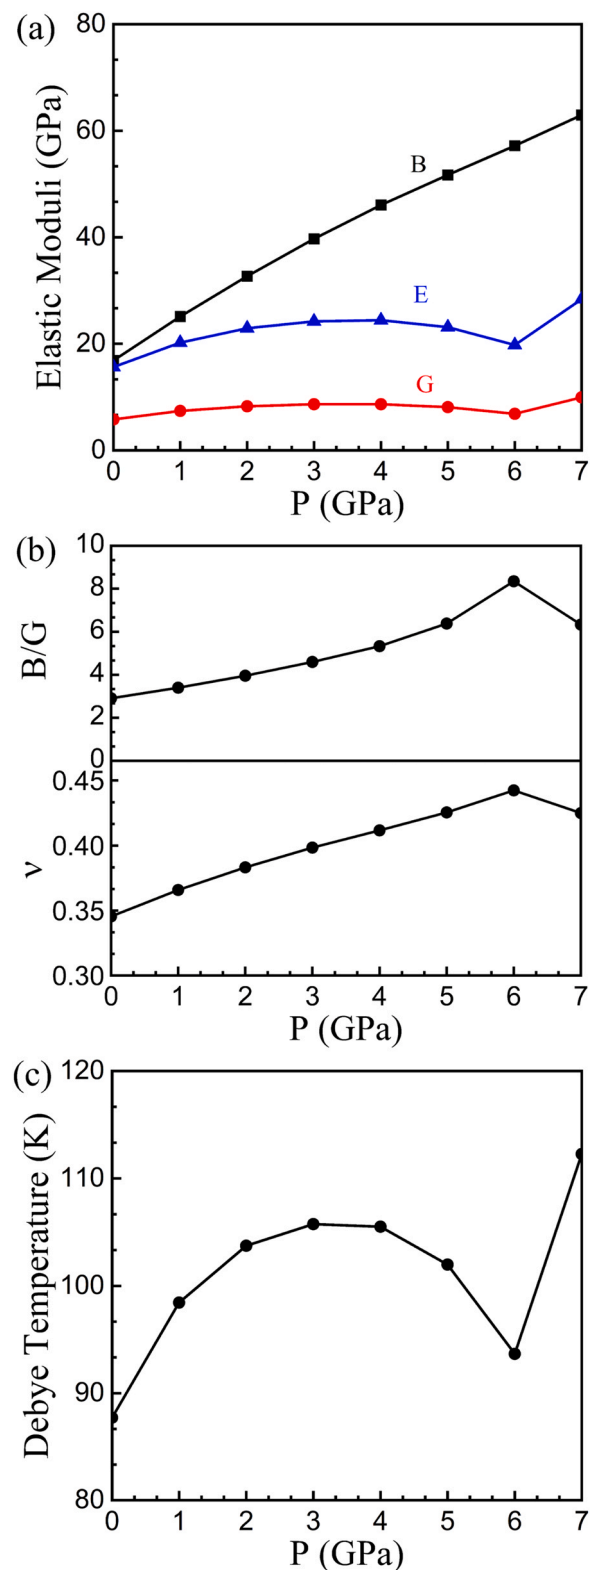 (a)
Elastic Moduli (GPa)
80
60
40
20
0
B
E
G
0 1 2 3 4 5 6 7
P (GPa)
(b)
B/G
10
8
6
4
2
0
ν
0.45
0.40
0.35
0.30
0 1 2 3 4 5 6 7
P (GPa)
(c)
Debye Temperature (K)
120
110
100
90
80
0 1 2 3 4 5 6 7
P (GPa)